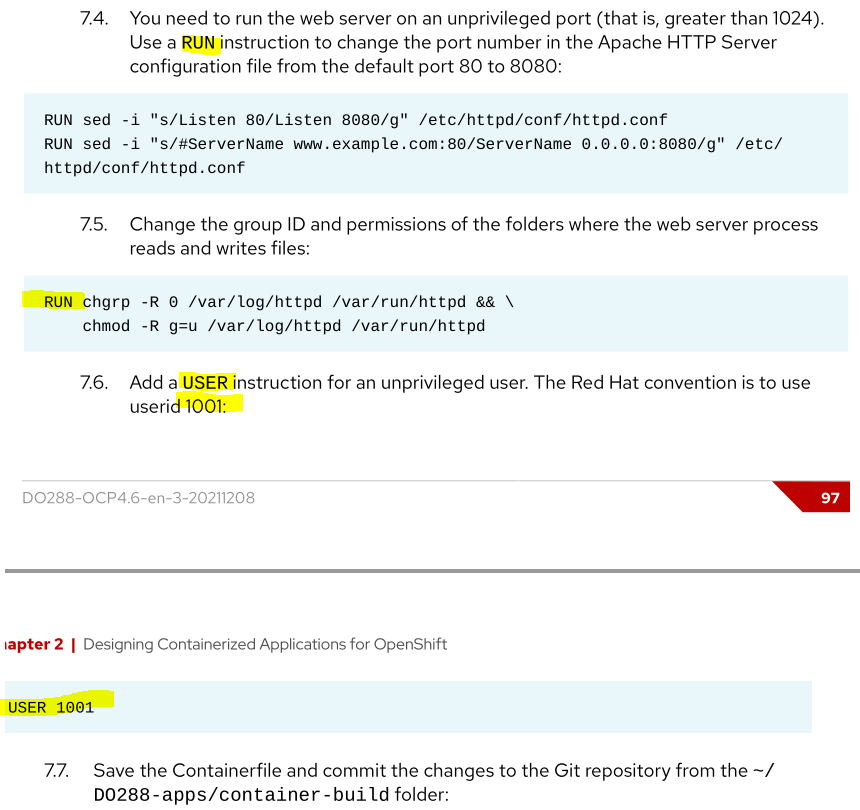 7.4. You need to run the web server on an unprivileged port (that is, greater than 1024).
Use a RUN instruction to change the port number in the Apache HTTP Server
configuration file from the default port 80 to 8080:
RUN sed -i "s/Listen 80/Listen 8080/g" /etc/httpd/conf/httpd.conf
RUN sed -i "s/#ServerName www.example.com:80/ServerName 0.0.0.0:8080/g" /etc/
httpd/conf/httpd.conf
7.5. Change the group ID and permissions of the folders where the web server process
reads and writes files:
RUN chgrp -R 0 /var/log/httpd /var/run/httpd && \
chmod -R g=u /var/log/httpd /var/run/httpd
7.6. Add a USER instruction for an unprivileged user. The Red Hat convention is to use
userid 1001:
DO288-OCP4.6-en-3-20211208 97
hapter 2 | Designing Containerized Applications for OpenShift
USER 1001
7.7. Save the Containerfile and commit the changes to the Git repository from the ~/
DO288-apps/container-build folder: